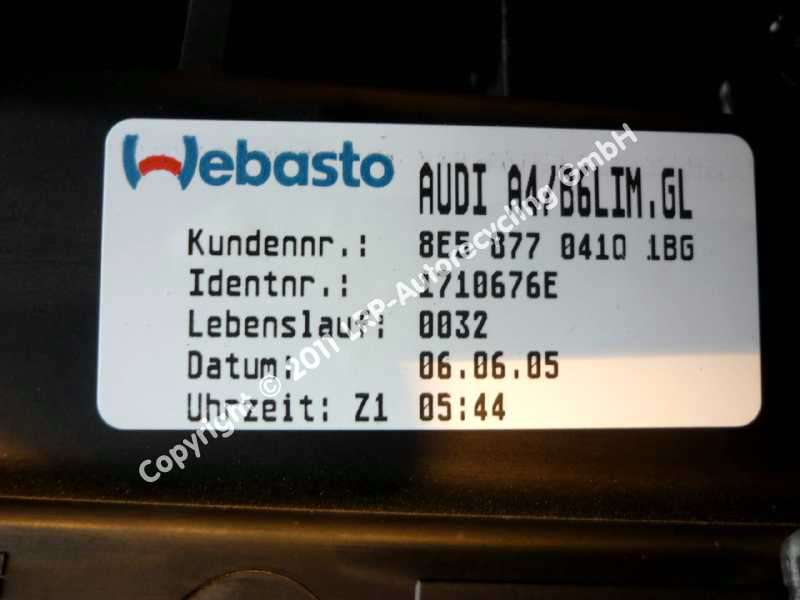 Webasto AUDI A4/B6LIM.GL
Kundennr.: 8E5 877 041Q 1BG
Identnr.: 1710676E
Lebenslauf: 0032
Datum: 06.06.05
Uhrzeit: Z1 05:44
Copyright © 2011 LRP-Autorecycling GmbH